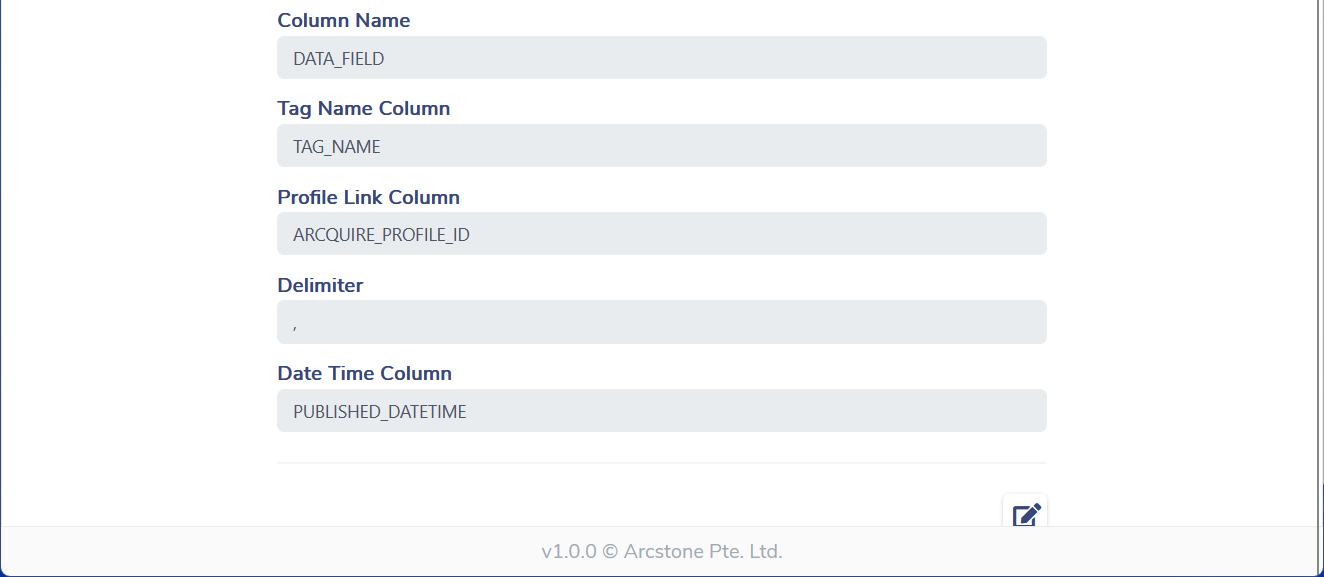 Column Name
DATA_FIELD
Tag Name Column
TAG_NAME
Profile Link Column
ARCQUIRE_PROFILE_ID
Delimiter
,
Date Time Column
PUBLISHED_DATETIME
v1.0.0 © Arcstone Pte. Ltd.